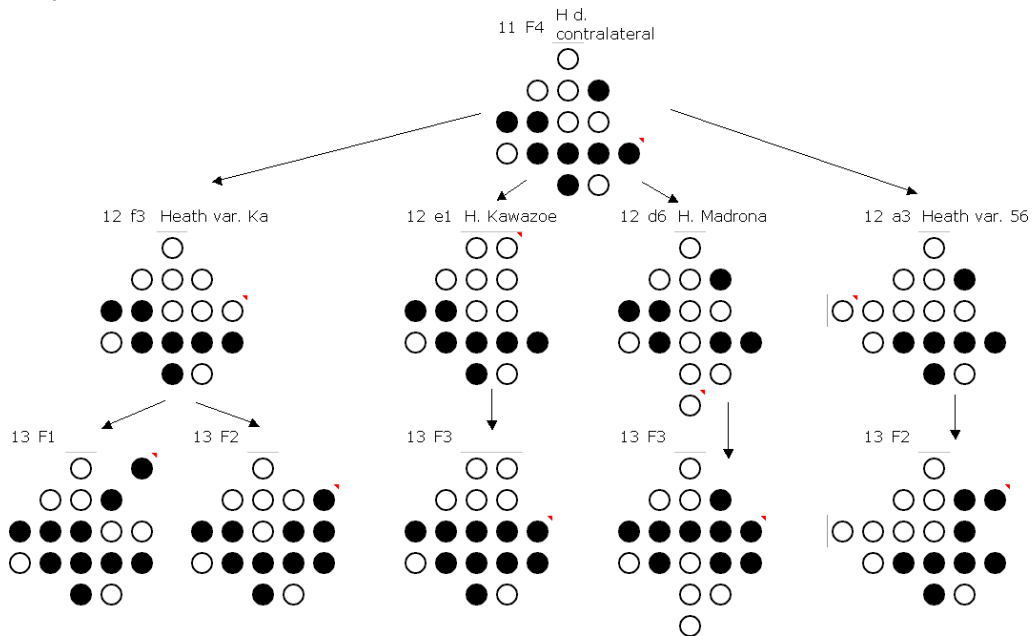 11 F4 H d.
contralateral
12 f3 Heath var. Ka
12 e1 H. Kawazoe
12 d6 H. Madrona
12 a3 Heath var. 56
13 F1
13 F2
13 F3
13 F3
13 F2